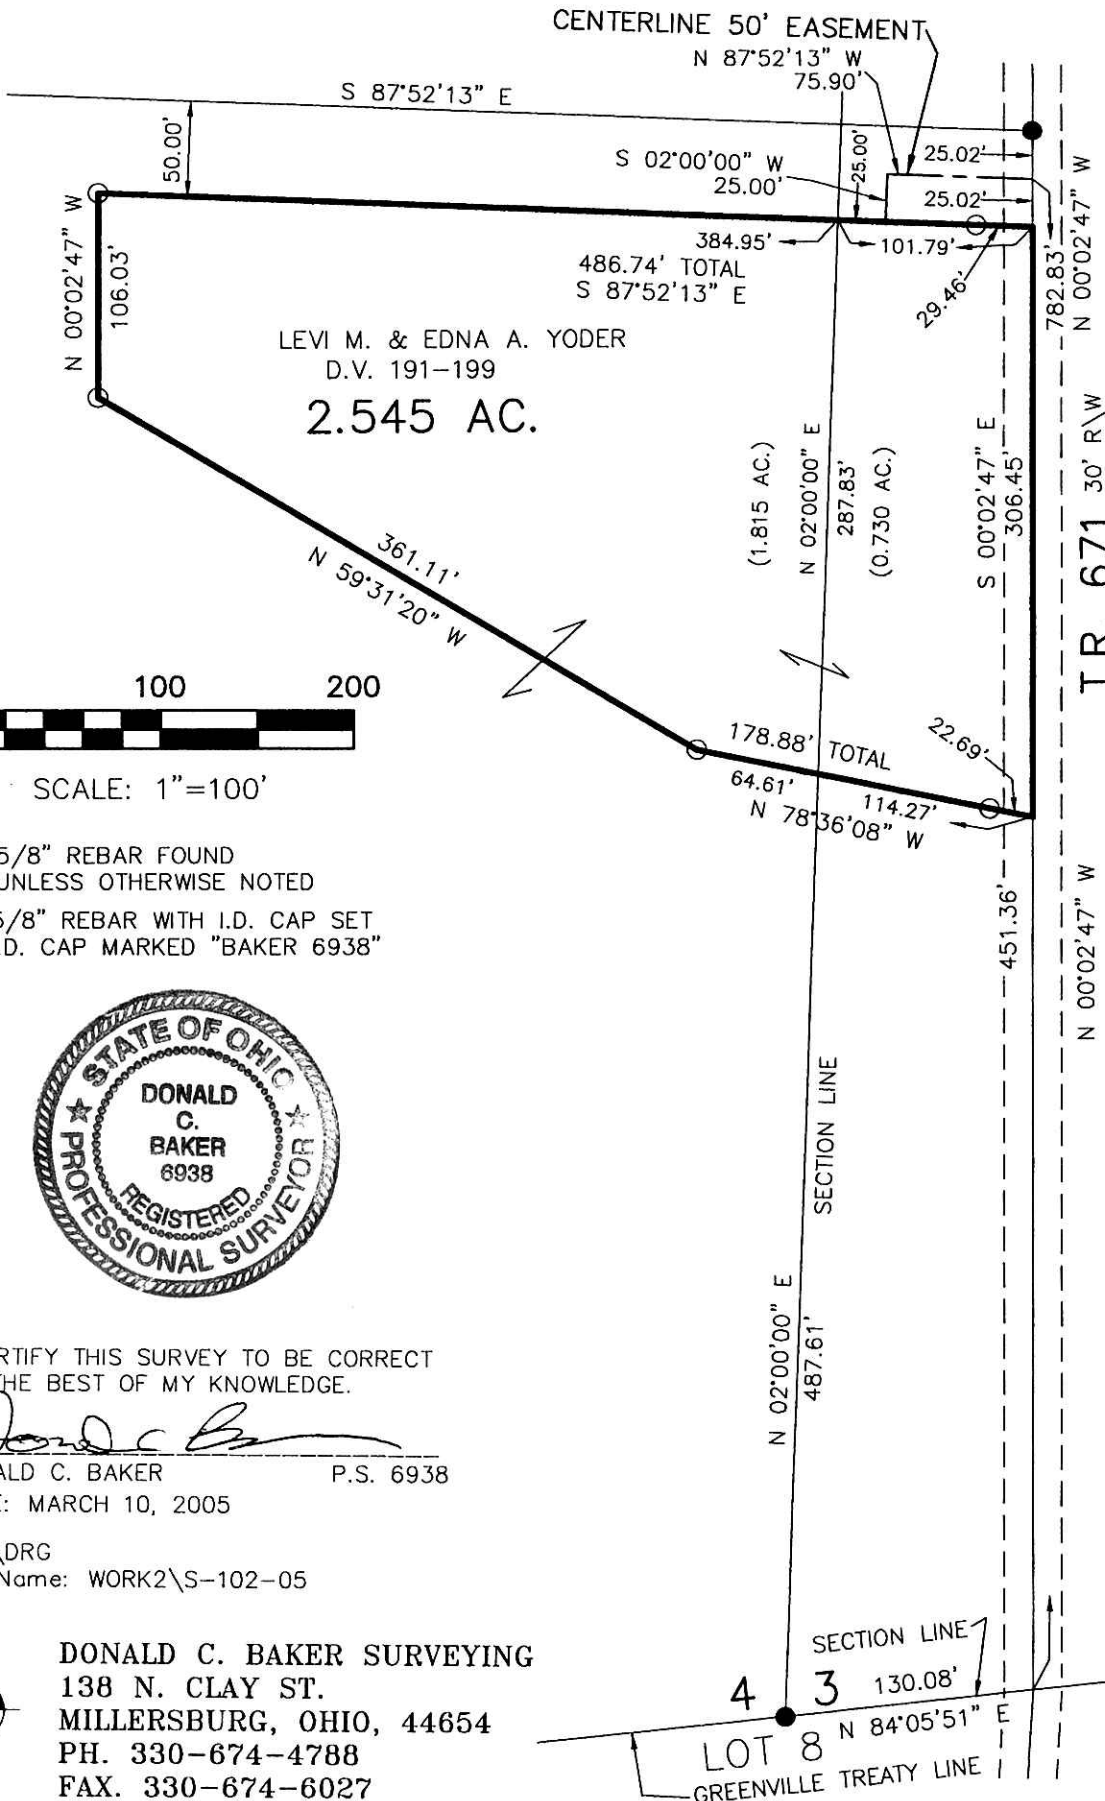 CENTERLINE 50' EASEMENT
N 87°52'13" W
75.90'
S 87°52'13" E
50.00'
S 02°00'00" W
25.00'
25.00'
25.02'
25.02'
N 00°02'47" W
106.03'
384.95'
101.79'
486.74' TOTAL
S 87°52'13" E
29.46'
782.83'
N 00°02'47" W
LEVI M. & EDNA A. YODER
D.V. 191-199
2.545 AC.
(1.815 AC.)
N 02°00'00" E
287.83'
(0.730 AC.)
S 00°02'47" E
306.45'
TR 671 30' R\W
361.11'
N 59°31'20" W
100 200
SCALE: 1"=100'
178.88' TOTAL
22.69'
64.61' 114.27'
N 78°36'08" W
5/8" REBAR FOUND
UNLESS OTHERWISE NOTED
5/8" REBAR WITH I.D. CAP SET
.D. CAP MARKED "BAKER 6938"
451.36'
N 00°02'47" W
STATE OF OHIO
DONALD
C.
BAKER
6938
REGISTERED
PROFESSIONAL SURVEYOR
SECTION LINE
N 02°00'00" E
487.61'
RTIFY THIS SURVEY TO BE CORRECT
THE BEST OF MY KNOWLEDGE.
Donald C B
ALD C. BAKER P.S. 6938
E: MARCH 10, 2005
\DRG
Name: WORK2\S-102-05
DONALD C. BAKER SURVEYING
138 N. CLAY ST.
MILLERSBURG, OHIO, 44654
PH. 330-674-4788
FAX. 330-674-6027
SECTION LINE
4 3 130.08'
LOT 8 N 84°05'51" E
GREENVILLE TREATY LINE